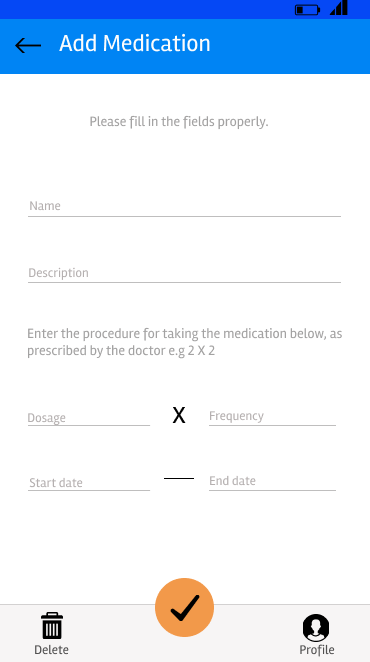 Add Medication
Please fill in the fields properly.
Name
Description
Enter the procedure for taking the medication below, as
prescribed by the doctor e.g 2 X 2
Dosage X Frequency
Start date End date
Delete Profile